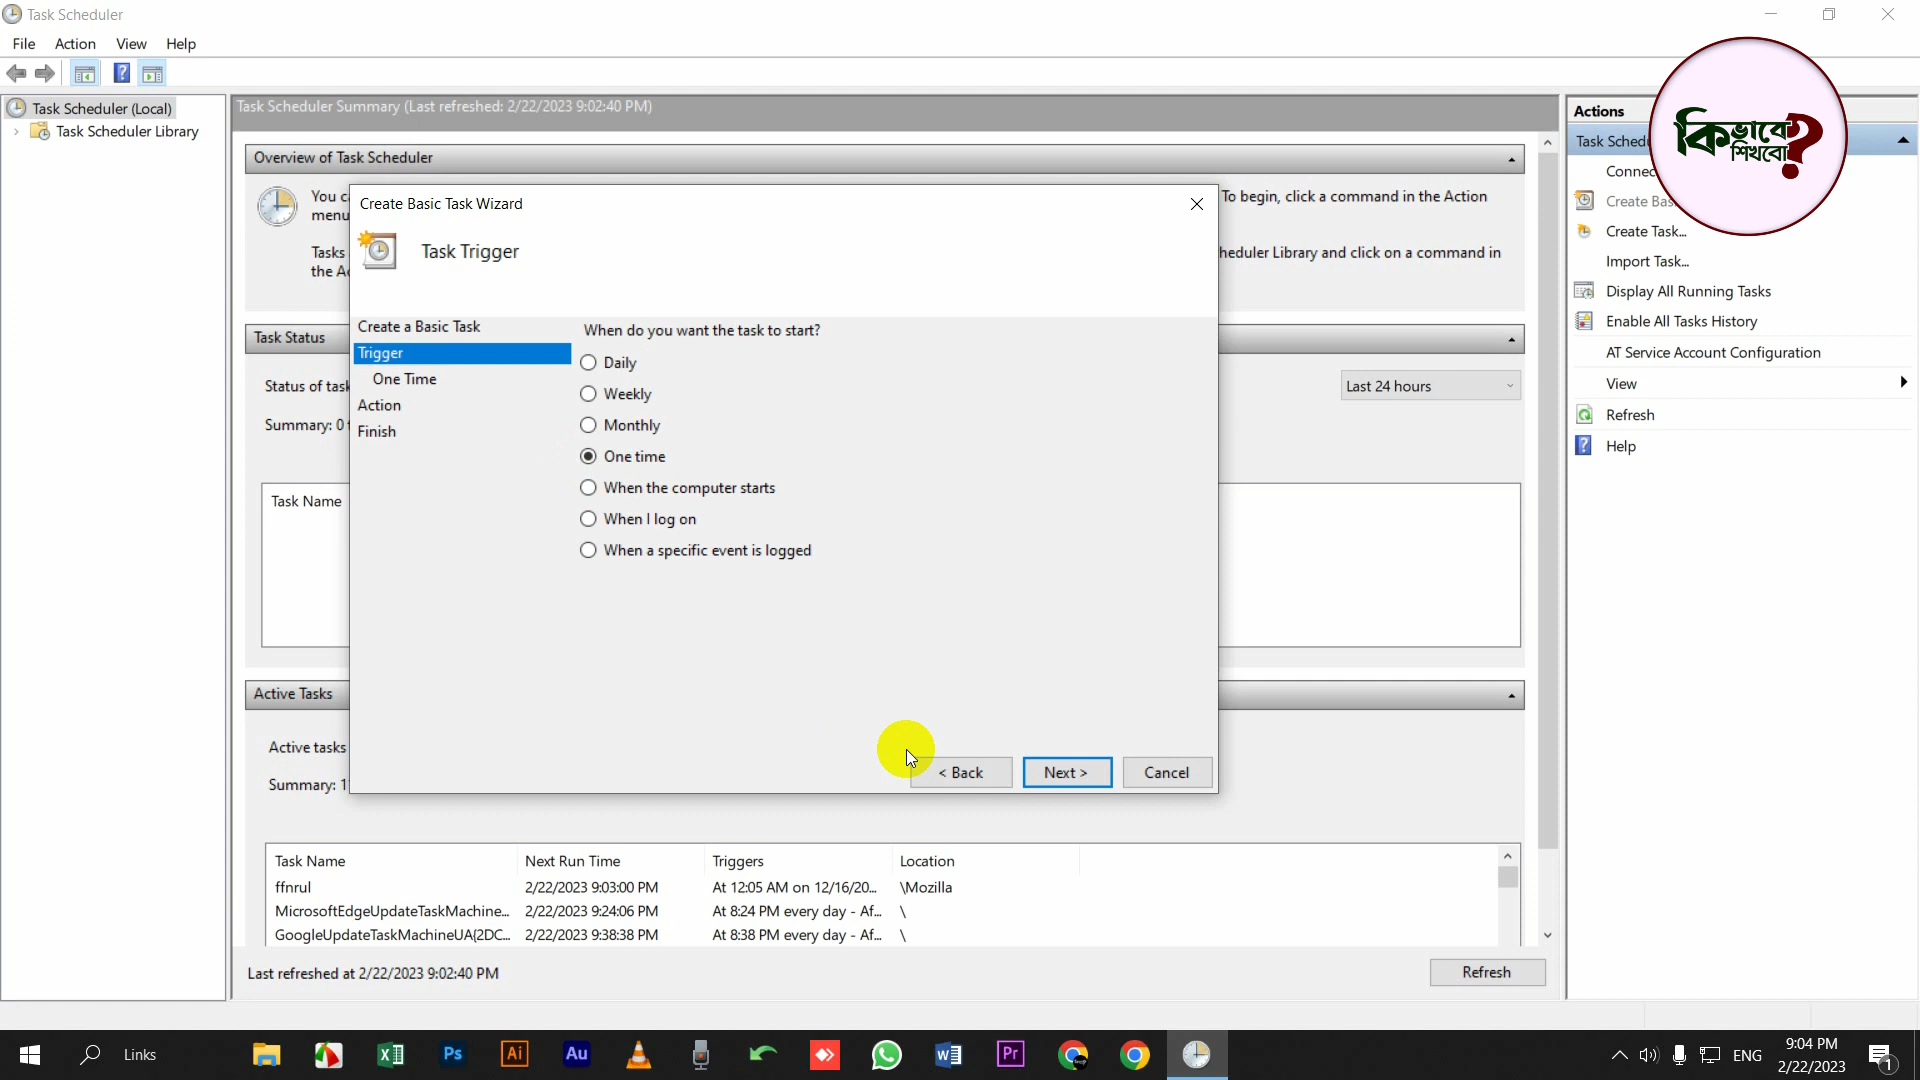 Task Scheduler
File Action View Help
Task Scheduler (Local)
Task Scheduler Library
Task Scheduler Summary (Last refreshed: 2/22/2023 9:02:40 PM)
Overview of Task Scheduler
You c
menu
To begin, click a command in the Action
Tasks
heduler Library and click on a command in
the A
Create Basic Task Wizard
Task Trigger
Create a Basic Task
Trigger
One Time
Action
Finish
When do you want the task to start?
Daily
Weekly
Monthly
One time
When the computer starts
When I log on
When a specific event is logged
< Back
Next >
Cancel
Task Status
Status of task
Last 24 hours
Summary: 0
Task Name
Active Tasks
Active tasks
Summary: 1
Task Name Next Run Time Triggers Location
ffnrul 2/22/2023 9:03:00 PM At 12:05 AM on 12/16/20... \Mozilla
MicrosoftEdgeUpdateTaskMachine... 2/22/2023 9:24:06 PM At 8:24 PM every day - Af... \
GoogleUpdateTaskMachineUA{2DC... 2/22/2023 9:38:38 PM At 8:38 PM every day - Af... \
Last refreshed at 2/22/2023 9:02:40 PM
Refresh
Actions
Task Sched
Connec
Create Bas
Create Task...
Import Task...
Display All Running Tasks
Enable All Tasks History
AT Service Account Configuration
View
Refresh
Help
কিভাবে
শিখবো?
Links
Ps
Ai
Au
Pr
ENG
9:04 PM
2/22/2023
1